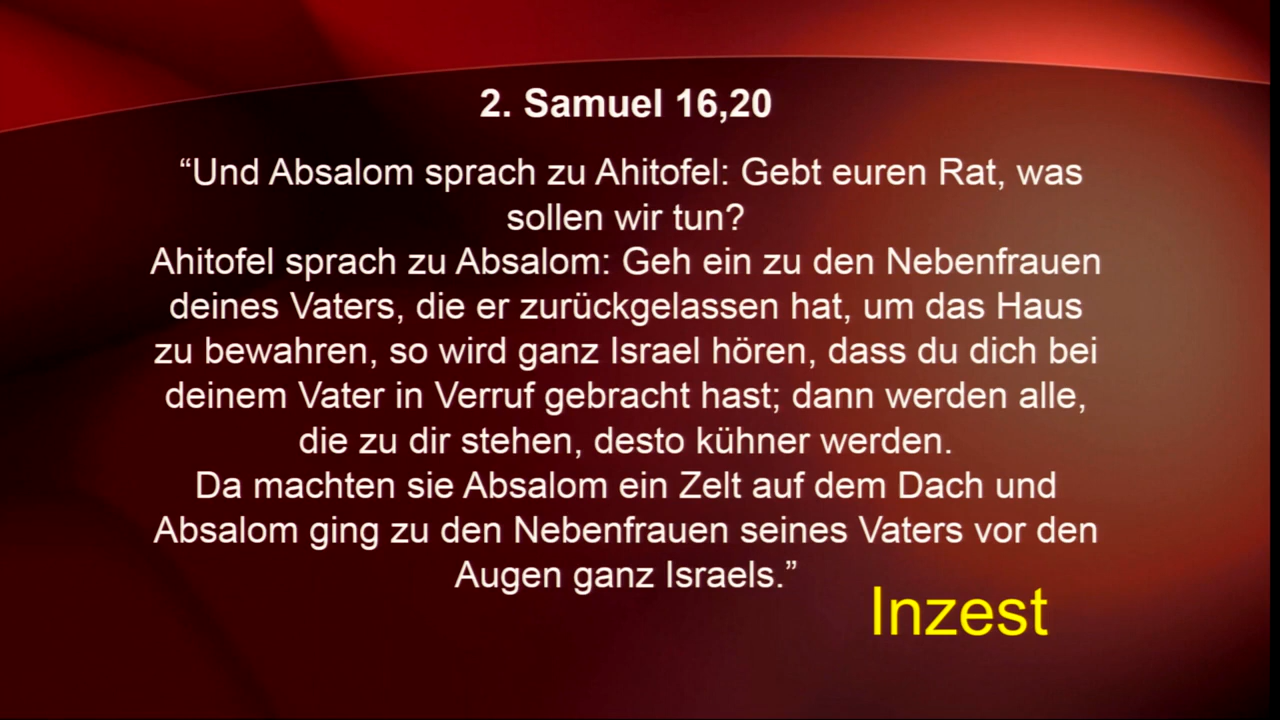 2. Samuel 16,20
“Und Absalom sprach zu Ahitofel: Gebt euren Rat, was
sollen wir tun?
Ahitofel sprach zu Absalom: Geh ein zu den Nebenfrauen
deines Vaters, die er zurückgelassen hat, um das Haus
zu bewahren, so wird ganz Israel hören, dass du dich bei
deinem Vater in Verruf gebracht hast; dann werden alle,
die zu dir stehen, desto kühner werden.
Da machten sie Absalom ein Zelt auf dem Dach und
Absalom ging zu den Nebenfrauen seines Vaters vor den
Augen ganz Israels.”
Inzest